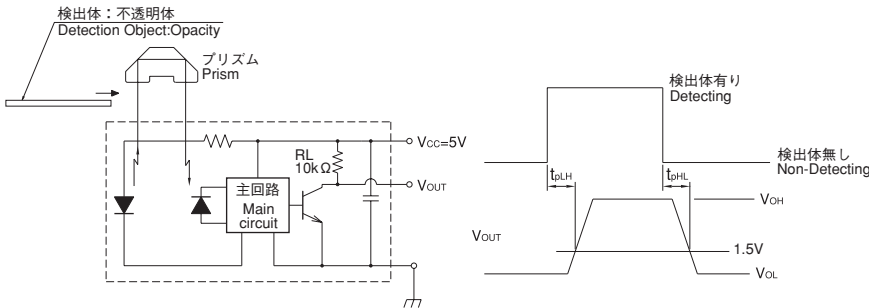 検出体：不透明体
Detection Object:Opacity
プリズム
Prism
VCC=5V
RL
10kΩ
VOUT
主回路
Main
circuit
検出体有り
Detecting
検出体無し
Non-Detecting
tpLH
tpHL
VOH
VOUT
1.5V
VOL